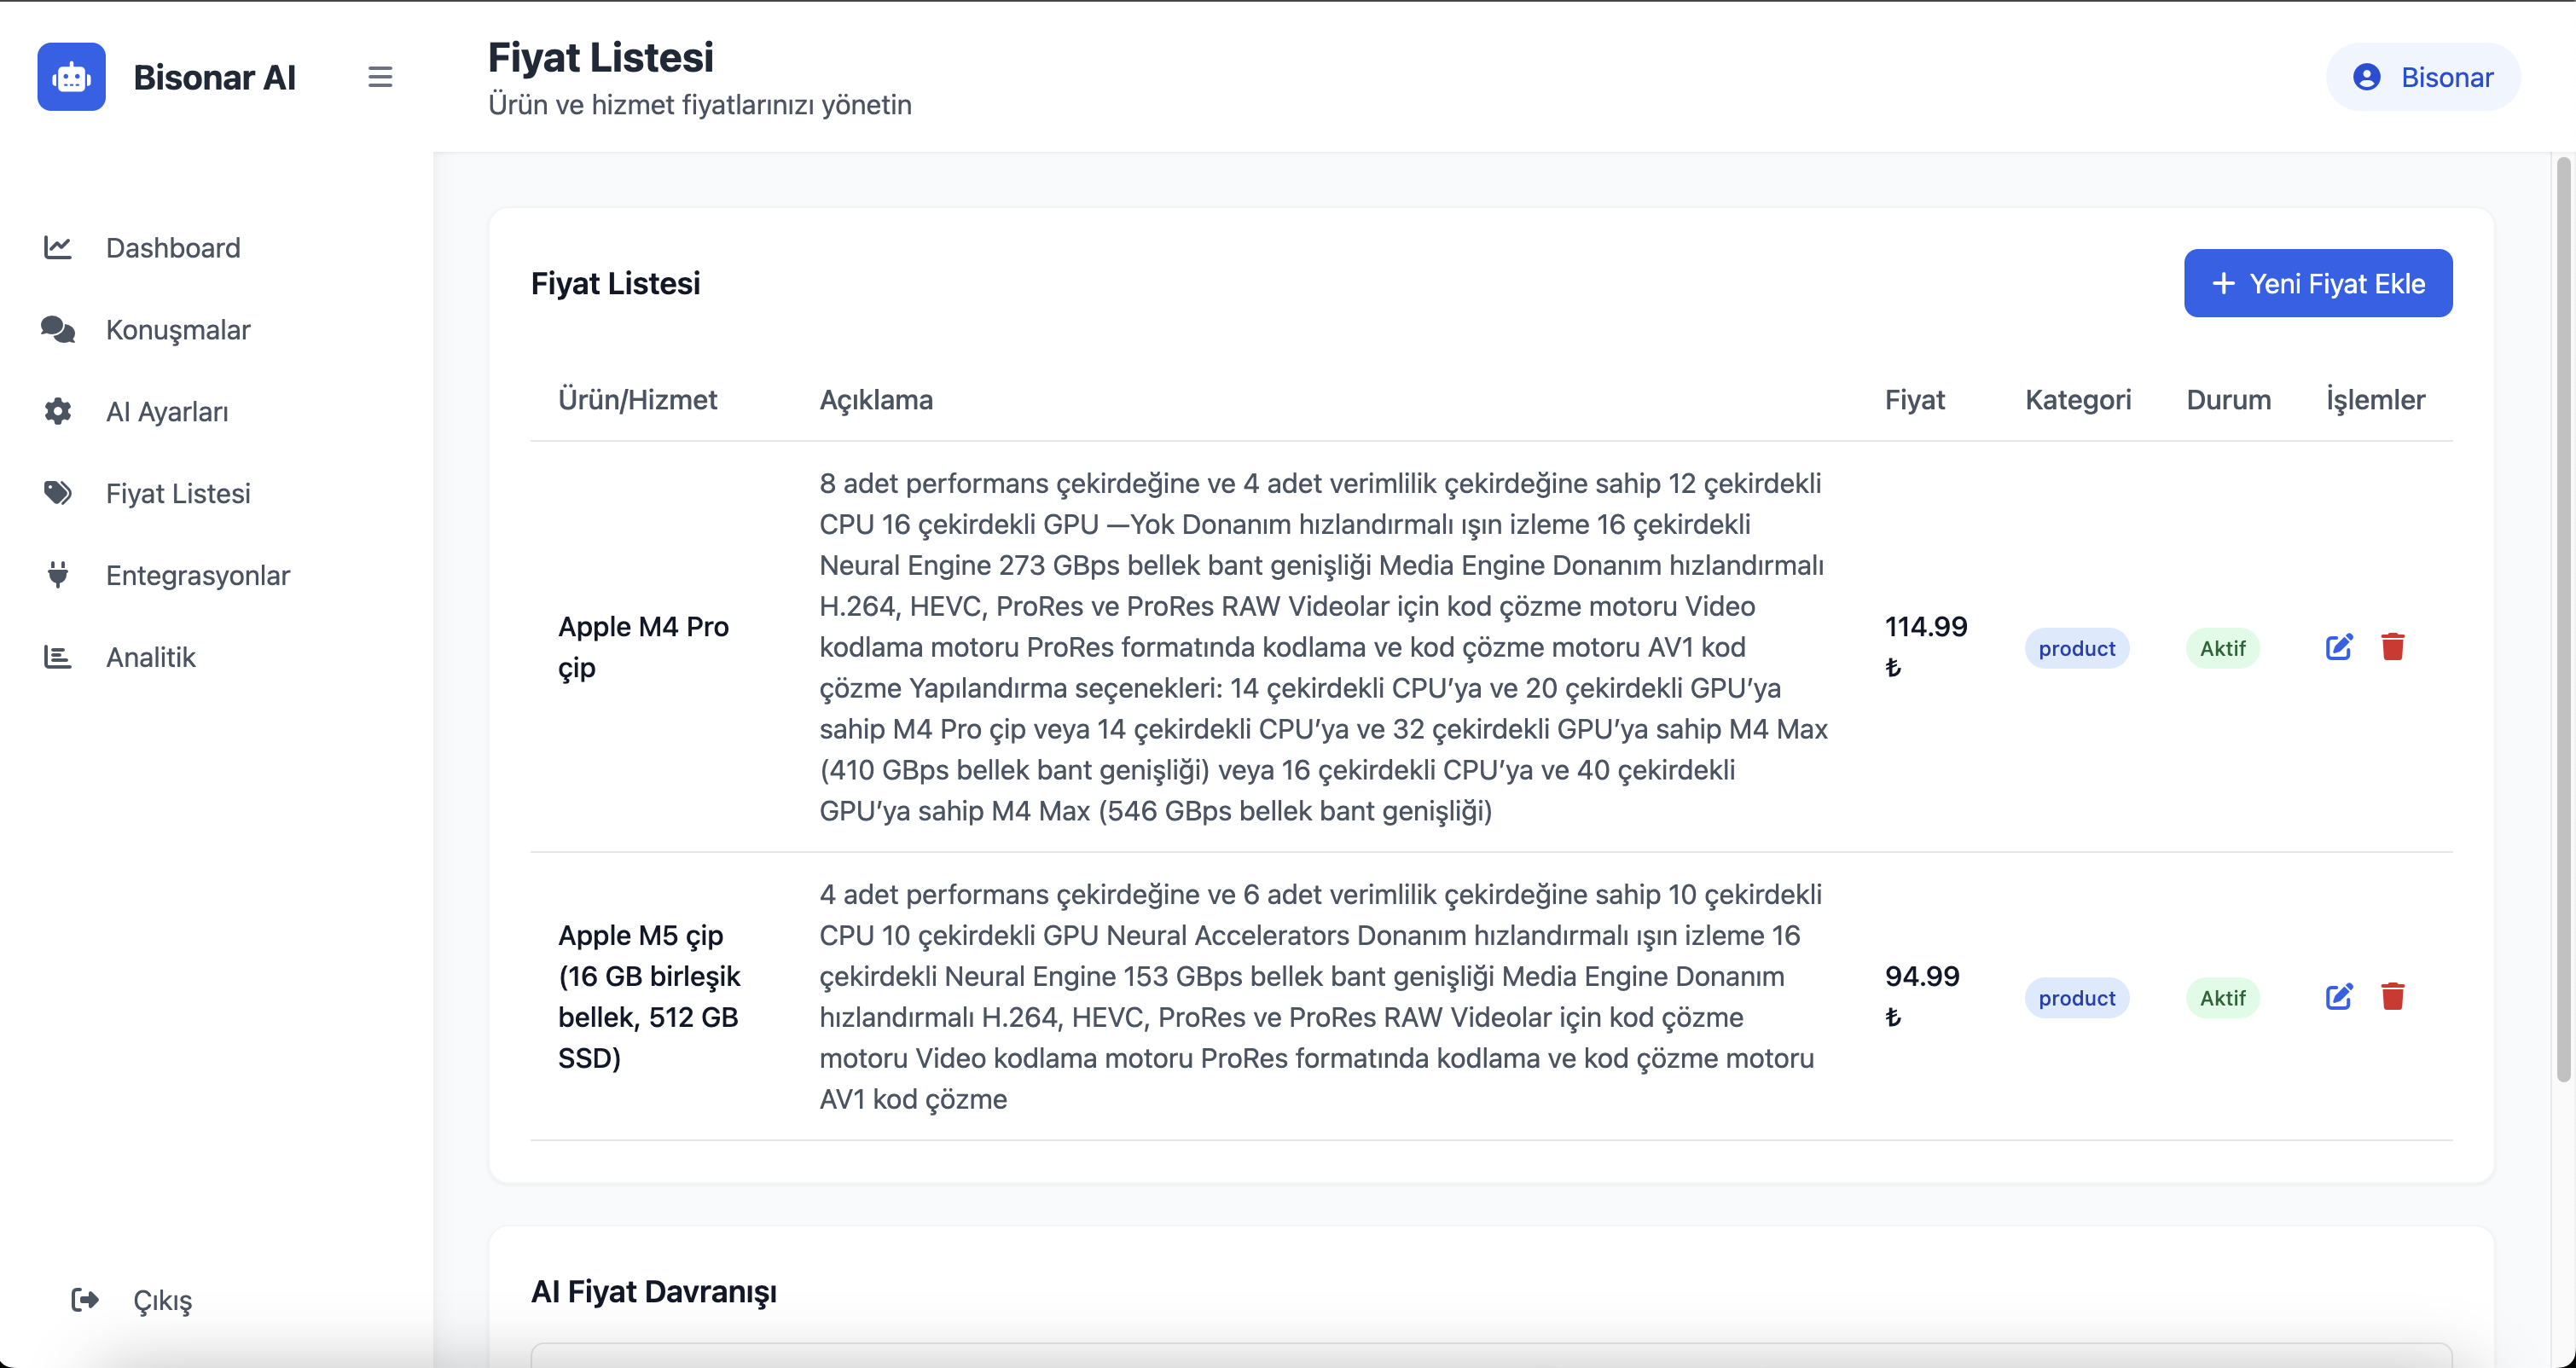 Bisonar AI
Fiyat Listesi
Ürün ve hizmet fiyatlarınızı yönetin
Bisonar
Dashboard
Konuşmalar
AI Ayarları
Fiyat Listesi
Entegrasyonlar
Analitik
Çıkış
Fiyat Listesi
+ Yeni Fiyat Ekle
Ürün/Hizmet Açıklama Fiyat Kategori Durum İşlemler
Apple M4 Pro
çip
8 adet performans çekirdeğine ve 4 adet verimlilik çekirdeğine sahip 12 çekirdekli
CPU 16 çekirdekli GPU —Yok Donanım hızlandırmalı ışın izleme 16 çekirdekli
Neural Engine 273 GBps bellek bant genişliği Media Engine Donanım hızlandırmalı
H.264, HEVC, ProRes ve ProRes RAW Videolar için kod çözme motoru Video
kodlama motoru ProRes formatında kodlama ve kod çözme motoru AV1 kod
çözme Yapılandırma seçenekleri: 14 çekirdekli CPU’ya ve 20 çekirdekli GPU’ya
sahip M4 Pro çip veya 14 çekirdekli CPU’ya ve 32 çekirdekli GPU’ya sahip M4 Max
(410 GBps bellek bant genişliği) veya 16 çekirdekli CPU’ya ve 40 çekirdekli
GPU’ya sahip M4 Max (546 GBps bellek bant genişliği)
114.99
₺
product
Aktif
Apple M5 çip
(16 GB birleşik
bellek, 512 GB
SSD)
4 adet performans çekirdeğine ve 6 adet verimlilik çekirdeğine sahip 10 çekirdekli
CPU 10 çekirdekli GPU Neural Accelerators Donanım hızlandırmalı ışın izleme 16
çekirdekli Neural Engine 153 GBps bellek bant genişliği Media Engine Donanım
hızlandırmalı H.264, HEVC, ProRes ve ProRes RAW Videolar için kod çözme
motoru Video kodlama motoru ProRes formatında kodlama ve kod çözme motoru
AV1 kod çözme
94.99
₺
product
Aktif
AI Fiyat Davranışı